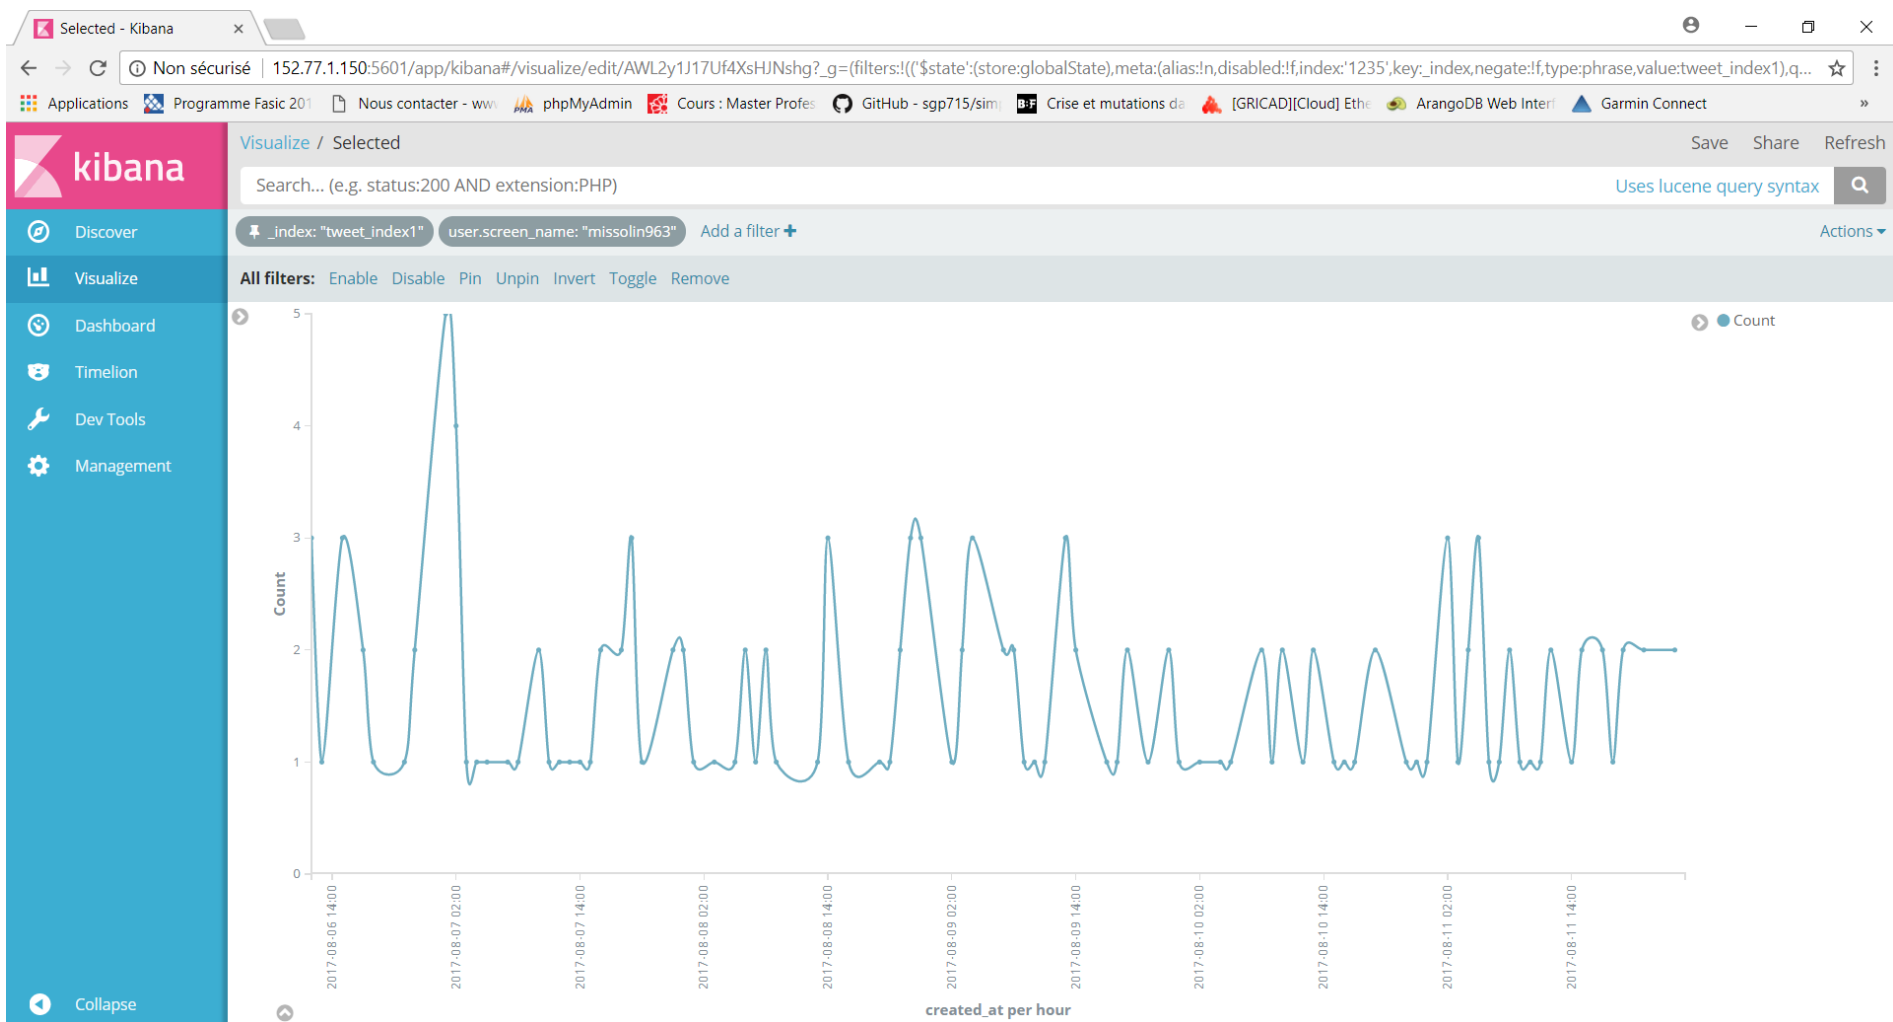 Selected - Kibana
Non sécurisé | 152.77.1.150:5601/app/kibana#/visualize/edit/AWL2y1J17Uf4XsHJNshg?_g=(filters:!(('$state':(store:globalState),meta:(alias:!n,disabled:!f,index:'1235',key:_index,negate:!f,type:phrase,value:tweet_index1),q...
Applications Programme Fasic 201 Nous contacter - www phpMyAdmin Cours : Master Profes GitHub - sgp715/sim Crise et mutations da [GRICAD][Cloud] Ethe ArangoDB Web Interf Garmin Connect »
kibana
Discover
Visualize
Dashboard
Timelion
Dev Tools
Management
Collapse
Visualize / Selected Save Share Refresh
Search... (e.g. status:200 AND extension:PHP) Uses lucene query syntax
_index: "tweet_index1" user.screen_name: "missolin963" Add a filter + Actions
All filters: Enable Disable Pin Unpin Invert Toggle Remove
Count
5
4
3
2
1
0
Count
2017-08-06 14:00
2017-08-07 02:00
2017-08-07 14:00
2017-08-08 02:00
2017-08-08 14:00
2017-08-09 02:00
2017-08-09 14:00
2017-08-10 02:00
2017-08-10 14:00
2017-08-11 02:00
2017-08-11 14:00
created_at per hour